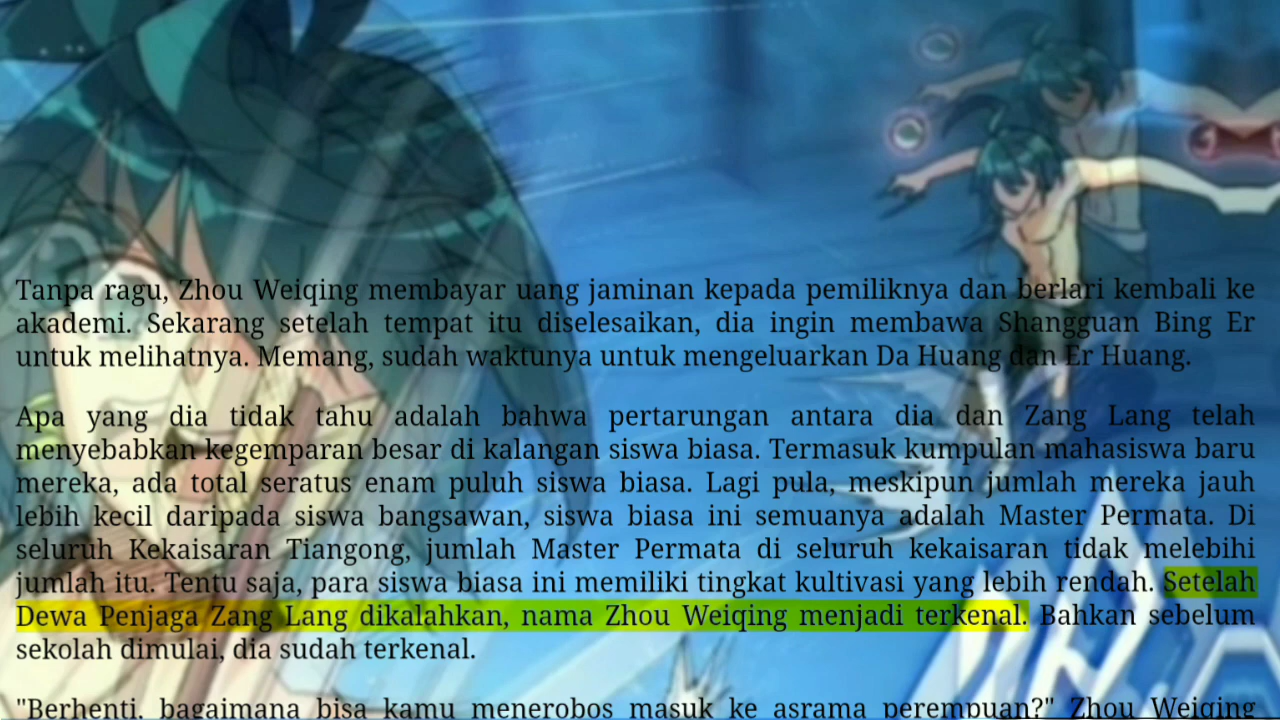 Tanpa ragu, Zhou Weiqing membayar uang jaminan kepada pemiliknya dan berlari kembali ke
akademi. Sekarang setelah tempat itu diselesaikan, dia ingin membawa Shangguan Bing Er
untuk melihatnya. Memang, sudah waktunya untuk mengeluarkan Da Huang dan Er Huang.
Apa yang dia tidak tahu adalah bahwa pertarungan antara dia dan Zang Lang telah
menyebabkan kegemparan besar di kalangan siswa biasa. Termasuk kumpulan mahasiswa baru
mereka, ada total seratus enam puluh siswa biasa. Lagi pula, meskipun jumlah mereka jauh
lebih kecil daripada siswa bangsawan, siswa biasa ini semuanya adalah Master Permata. Di
seluruh Kekaisaran Tiangong, jumlah Master Permata di seluruh kekaisaran tidak melebihi
jumlah itu. Tentu saja, para siswa biasa ini memiliki tingkat kultivasi yang lebih rendah. Setelah
Dewa Penjaga Zang Lang dikalahkan, nama Zhou Weiqing menjadi terkenal. Bahkan sebelum
sekolah dimulai, dia sudah terkenal.
"Berhenti, bagaimana bisa kamu menerobos masuk ke asrama perempuan?" Zhou Weiqing